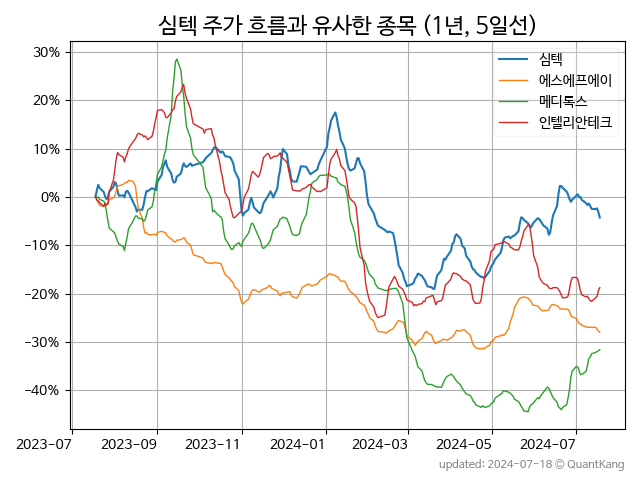 심텍 주가 흐름과 유사한 종목 (1년, 5일선)
30%
20%
10%
0%
−10%
−20%
−30%
−40%
심텍
에스에프에이
메디톡스
인텔리안테크
2023-07
2023-09
2023-11
2024-01
2024-03
2024-05
2024-07
updated: 2024-07-18 ⓒ QuantKang